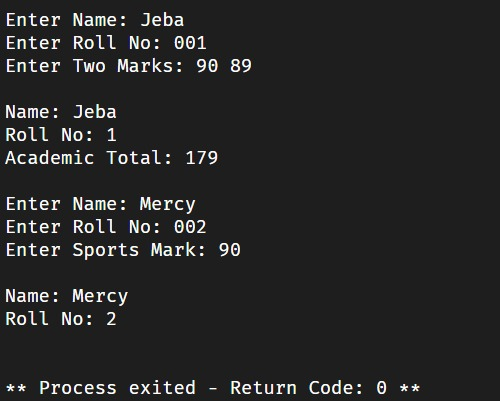 Enter Name: Jeba
Enter Roll No: 001
Enter Two Marks: 90 89
Name: Jeba
Roll No: 1
Academic Total: 179
Enter Name: Mercy
Enter Roll No: 002
Enter Sports Mark: 90
Name: Mercy
Roll No: 2
** Process exited - Return Code: 0 **